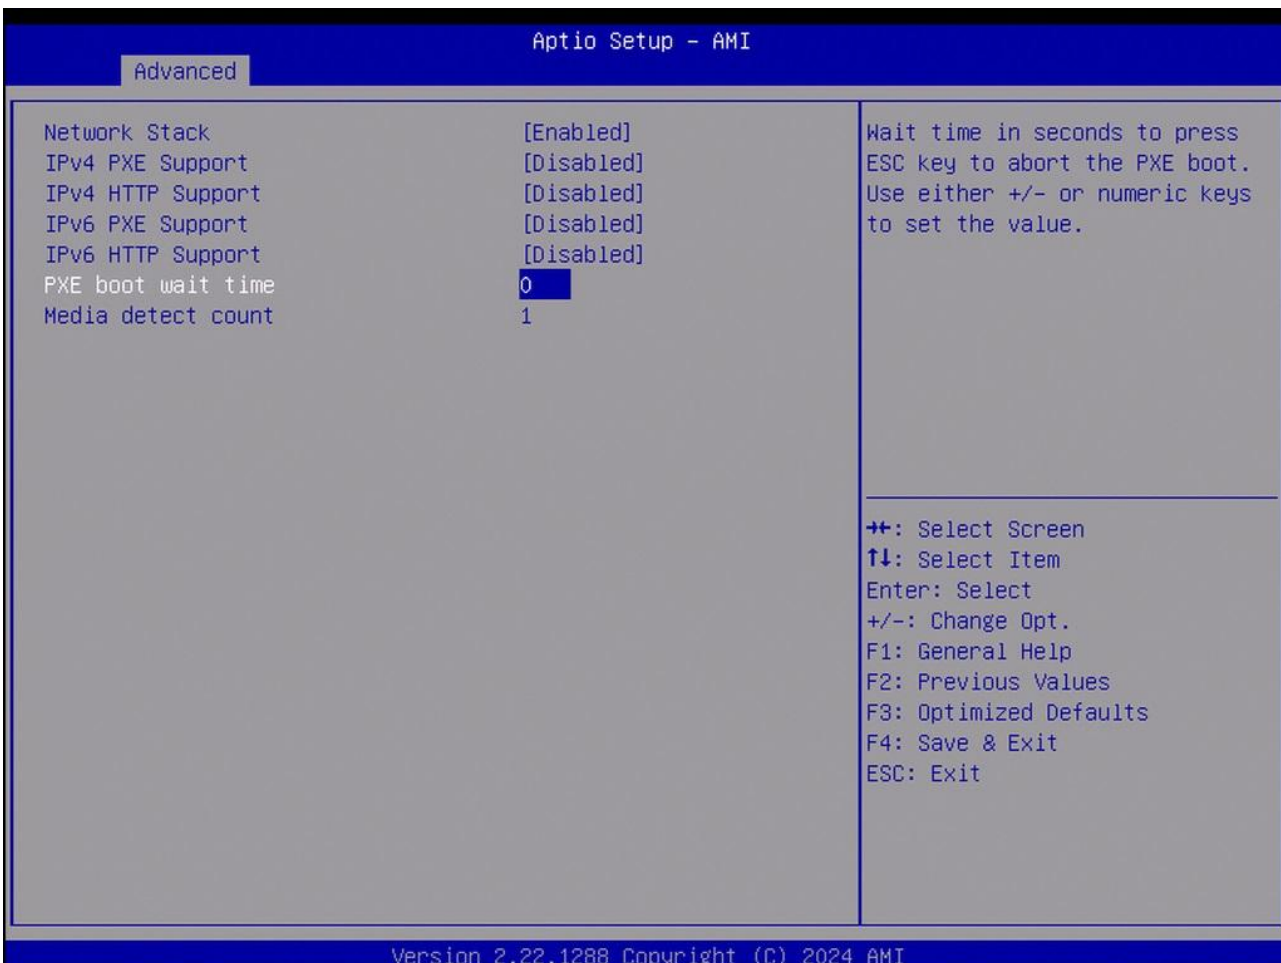 Aptio Setup - AMI
Advanced
Network Stack [Enabled]
IPv4 PXE Support [Disabled]
IPv4 HTTP Support [Disabled]
IPv6 PXE Support [Disabled]
IPv6 HTTP Support [Disabled]
PXE boot wait time 0
Media detect count 1
Wait time in seconds to press
ESC key to abort the PXE boot.
Use either +/- or numeric keys
to set the value.
→←: Select Screen
↑↓: Select Item
Enter: Select
+/-: Change Opt.
F1: General Help
F2: Previous Values
F3: Optimized Defaults
F4: Save & Exit
ESC: Exit
Version 2.22.1288 Copyright (C) 2024 AMI